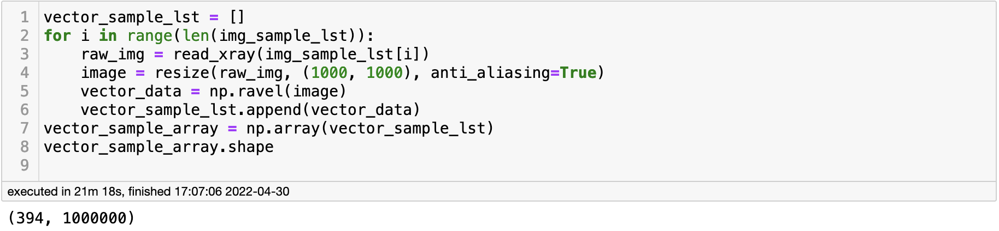 1 vector_sample_lst = []
2 for i in range(len(img_sample_lst)):
3     raw_img = read_xray(img_sample_lst[i])
4     image = resize(raw_img, (1000, 1000), anti_aliasing=True)
5     vector_data = np.ravel(image)
6     vector_sample_lst.append(vector_data)
7 vector_sample_array = np.array(vector_sample_lst)
8 vector_sample_array.shape
9
executed in 21m 18s, finished 17:07:06 2022-04-30
(394, 1000000)